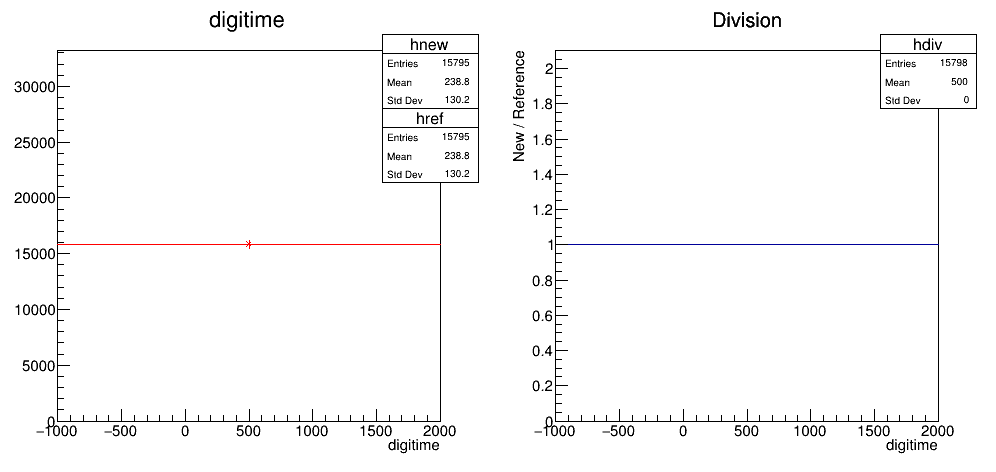 digitime
hnew
Entries 15795
Mean 238.8
Std Dev 130.2
href
Entries 15795
Mean 238.8
Std Dev 130.2
30000
25000
20000
15000
10000
5000
0
−1000 −500 0 500 1000 1500 2000
digitime
Division
hdiv
Entries 15798
Mean 500
Std Dev 0
New / Reference
2
1.8
1.6
1.4
1.2
1
0.8
0.6
0.4
0.2
0
−1000 −500 0 500 1000 1500 2000
digitime